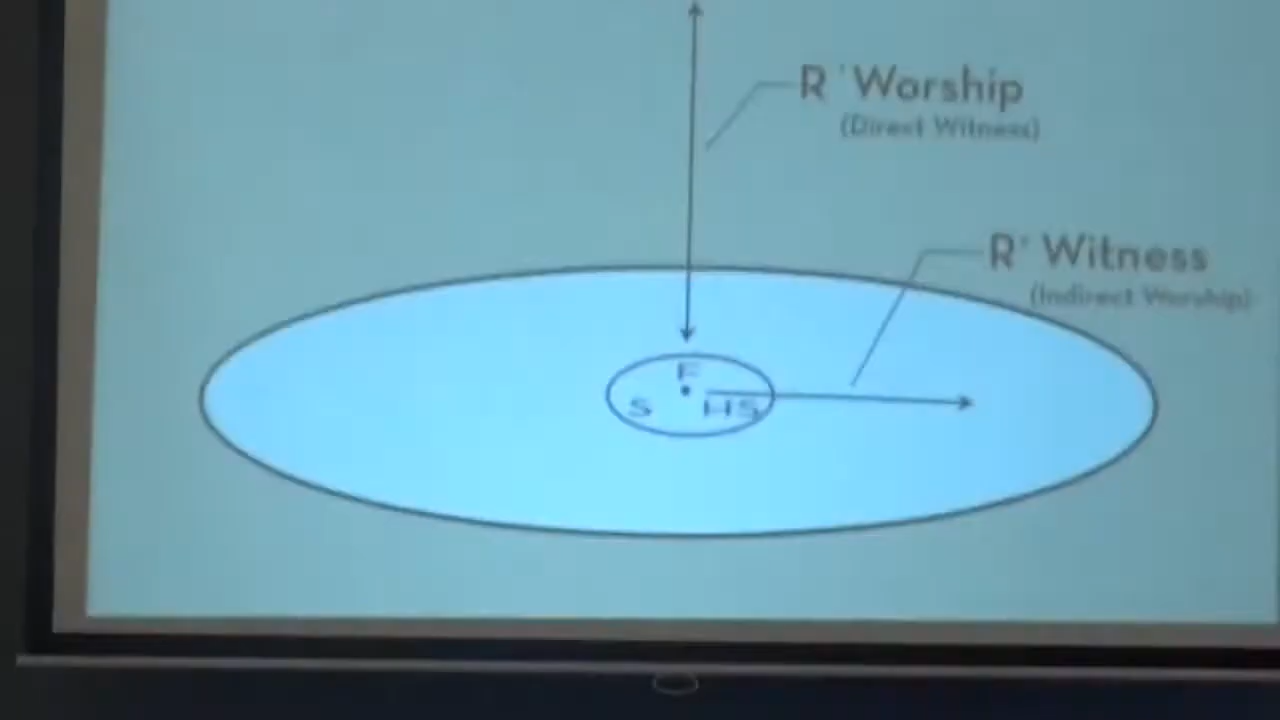 R' Worship
(Direct Witness)
R' Witness
(Indirect Worship)
F
S HS